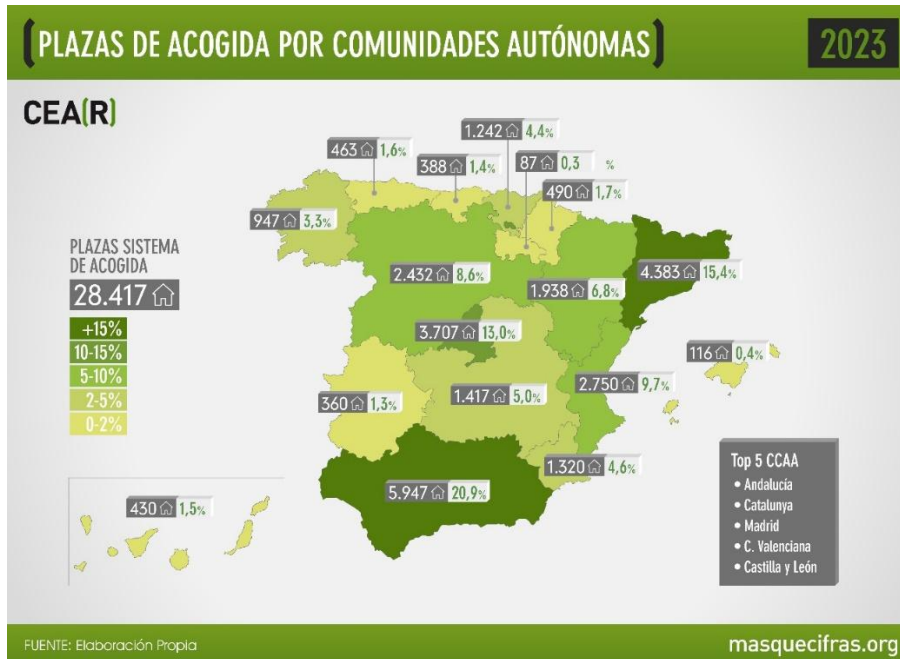 (PLAZAS DE ACOGIDA POR COMUNIDADES AUTÓNOMAS)
2023
CEA(R)
1.242 4,4%
463 1,6%
388 1,4%
87 0,3 %
490 1,7%
947 3,3%
PLAZAS SISTEMA
DE ACOGIDA
28.417
2.432 8,6%
1.938 6,8%
4.383 15,4%
+15%
10-15%
5-10%
2-5%
0-2%
3.707 13,0%
116 0,4%
2.750 9,7%
360 1,3%
1.417 5,0%
1.320 4,6%
5.947 20,9%
430 1,5%
Top 5 CCAA
• Andalucía
• Catalunya
• Madrid
• C. Valenciana
• Castilla y León
FUENTE: Elaboración Propia
masquecifras.org